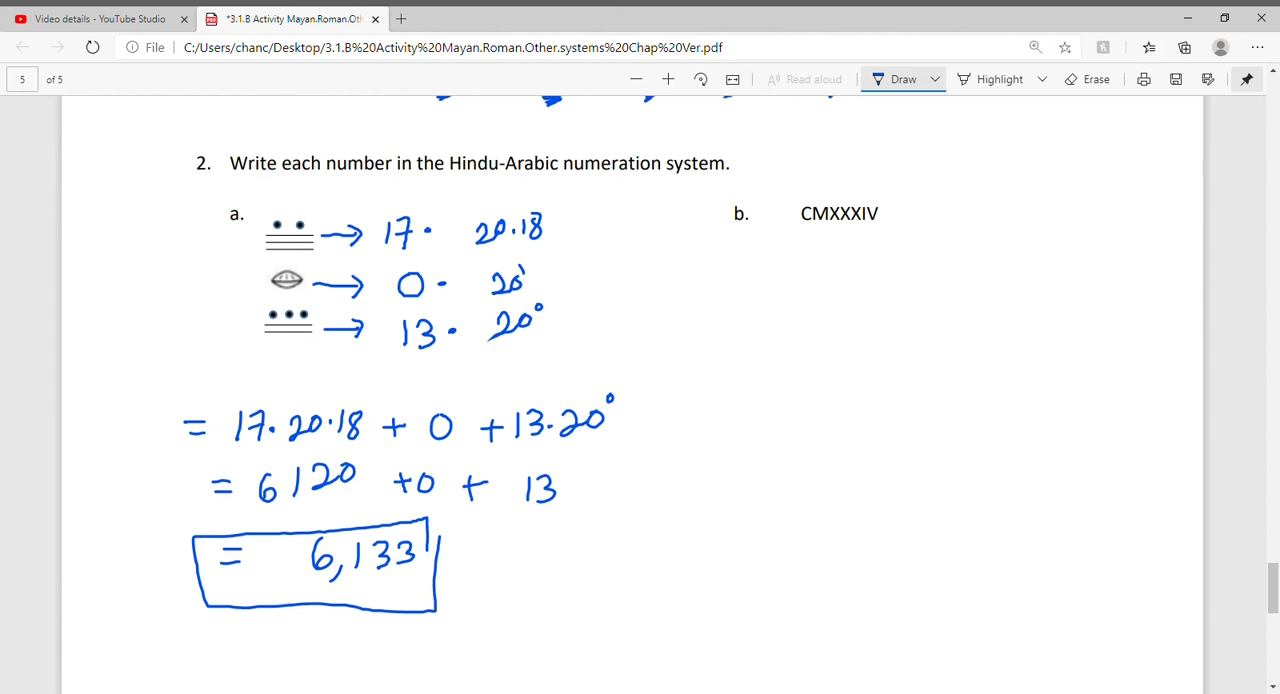 Video details - YouTube Studio
*3.1.B Activity Mayan.Roman.Oth
File C:/Users/chanc/Desktop/3.1.B%20Activity%20Mayan.Roman.Other.systems%20Chap%20Ver.pdf
5 of 5 Read aloud Draw Highlight Erase
2. Write each number in the Hindu-Arabic numeration system.
a. → 17 · 20.18
→ 0 · 20¹
→ 13 · 20⁰
b. CMXXXIV
= 17 · 20 · 18 + 0 + 13 · 20⁰
= 6120 + 0 + 13
= 6,133